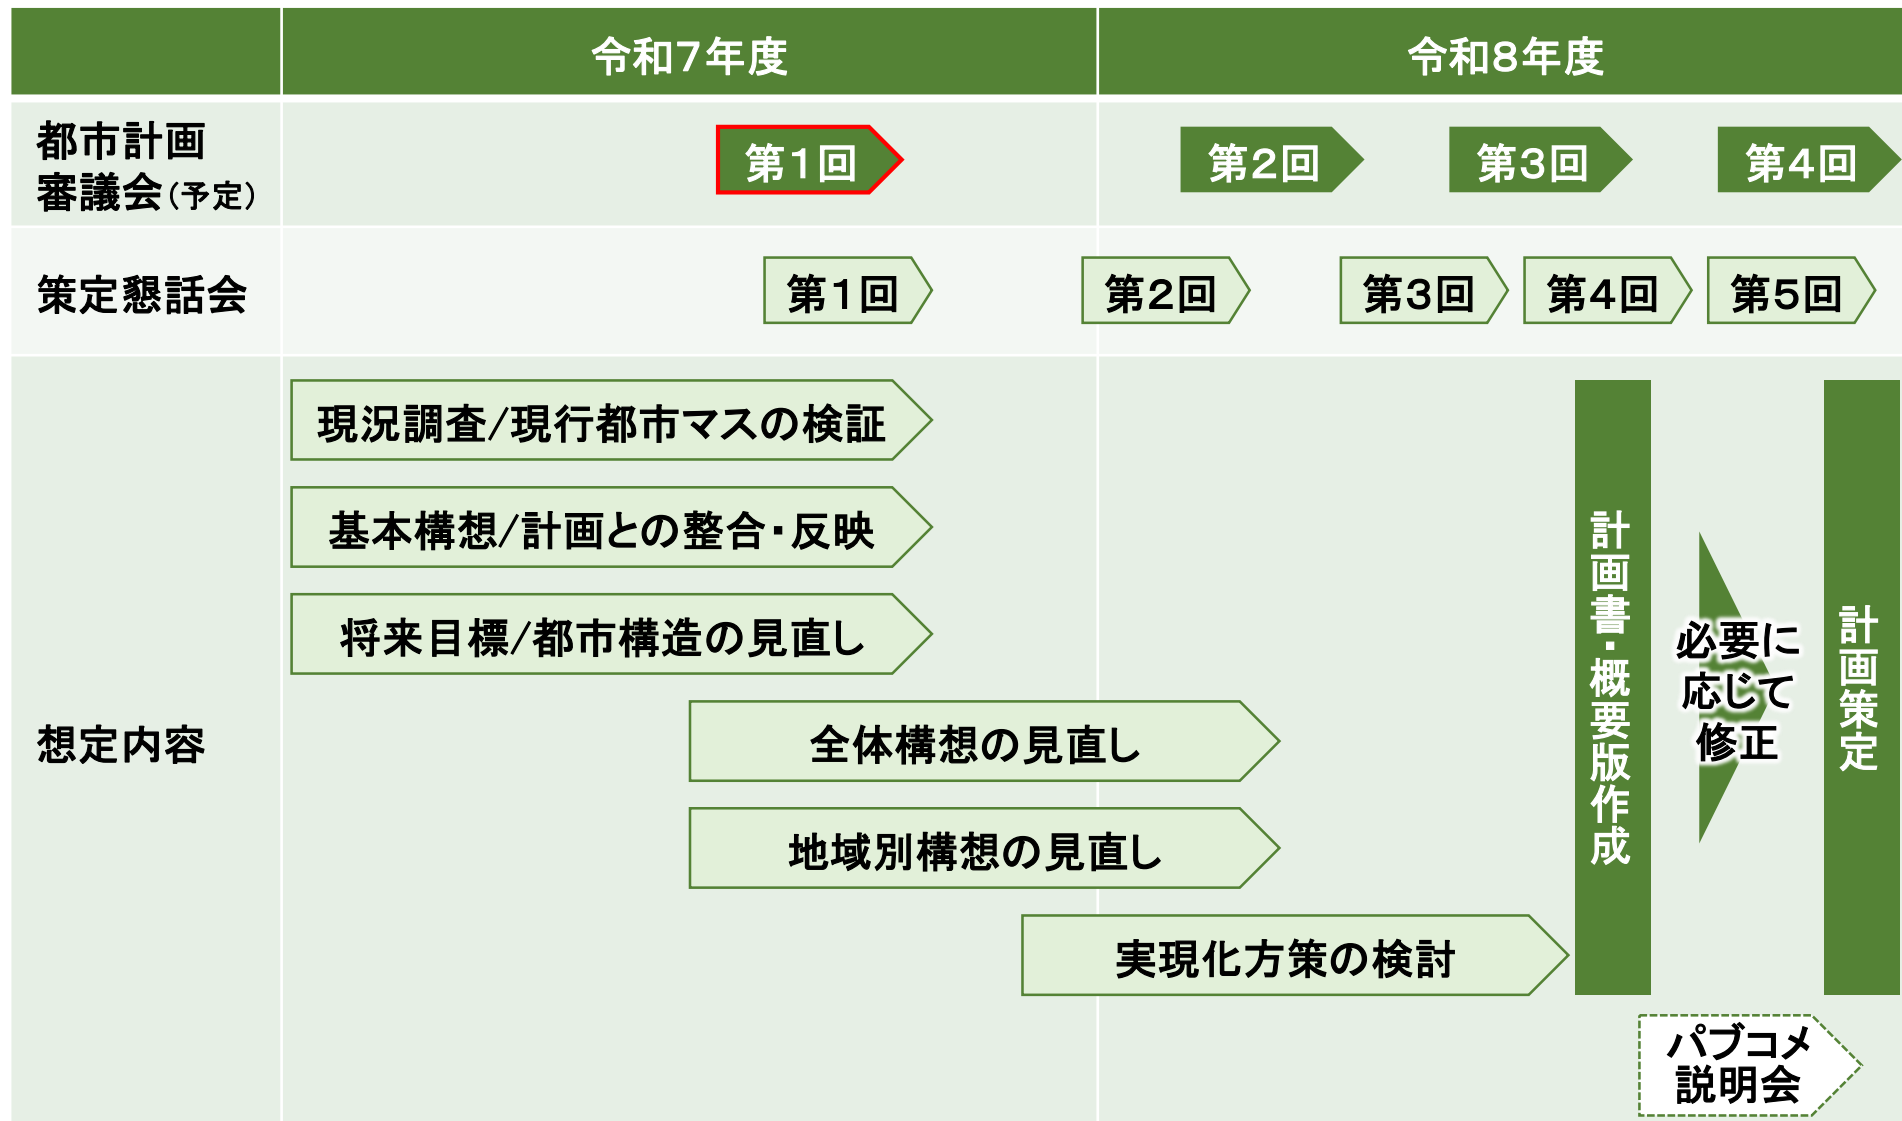 令和7年度
令和8年度
都市計画
審議会(予定)
第1回
第2回
第3回
第4回
策定懇話会
第1回
第2回
第3回
第4回
第5回
想定内容
現況調査/現行都市マスの検証
基本構想/計画との整合・反映
将来目標/都市構造の見直し
全体構想の見直し
地域別構想の見直し
実現化方策の検討
計画書・概要版作成
必要に
応じて
修正
計画策定
パブコメ
説明会